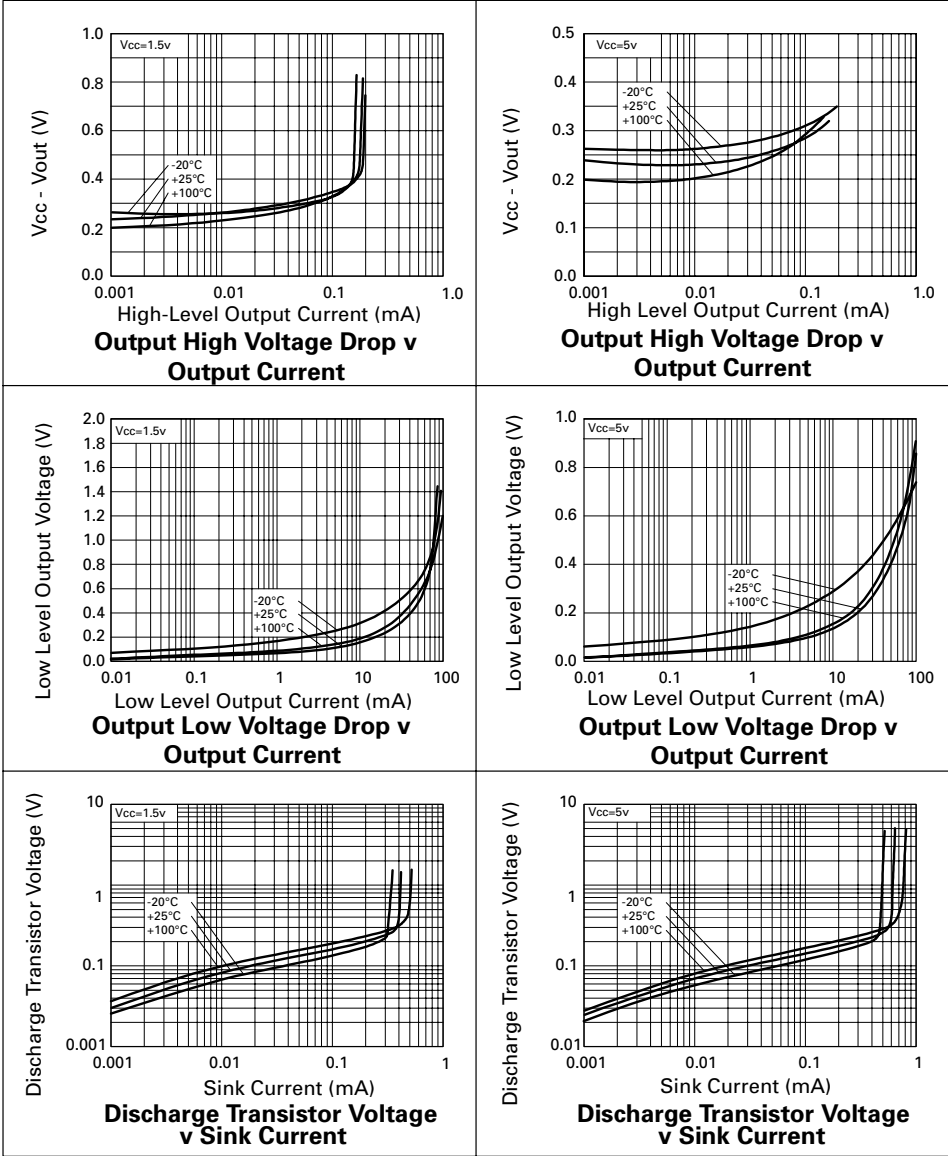 1.0
0.8
0.6
0.4
0.2
0.0
Vcc - Vout (V)
Vcc=1.5v
-20°C
+25°C
+100°C
0.001 0.01 0.1 1.0
High-Level Output Current (mA)
Output High Voltage Drop v
Output Current
0.5
0.4
0.3
0.2
0.1
0.0
Vcc - Vout (V)
Vcc=5v
-20°C
+25°C
+100°C
0.001 0.01 0.1 1.0
High Level Output Current (mA)
Output High Voltage Drop v
Output Current
2.0
1.8
1.6
1.4
1.2
1.0
0.8
0.6
0.4
0.2
0.0
Low Level Output Voltage (V)
Vcc=1.5v
-20°C
+25°C
+100°C
0.01 0.1 1 10 100
Low Level Output Current (mA)
Output Low Voltage Drop v
Output Current
1.0
0.8
0.6
0.4
0.2
0.0
Low Level Output Voltage (V)
Vcc=5v
-20°C
+25°C
+100°C
0.01 0.1 1 10 100
Low Level Output Current (mA)
Output Low Voltage Drop v
Output Current
10
1
0.1
0.001
Discharge Transistor Voltage (V)
Vcc=1.5v
-20°C
+25°C
+100°C
0.001 0.01 0.1 1
Sink Current (mA)
Discharge Transistor Voltage
v Sink Current
10
1
0.1
0.01
Discharge Transistor Voltage (V)
Vcc=5v
-20°C
+25°C
+100°C
0.001 0.01 0.1 1
Sink Current (mA)
Discharge Transistor Voltage
v Sink Current